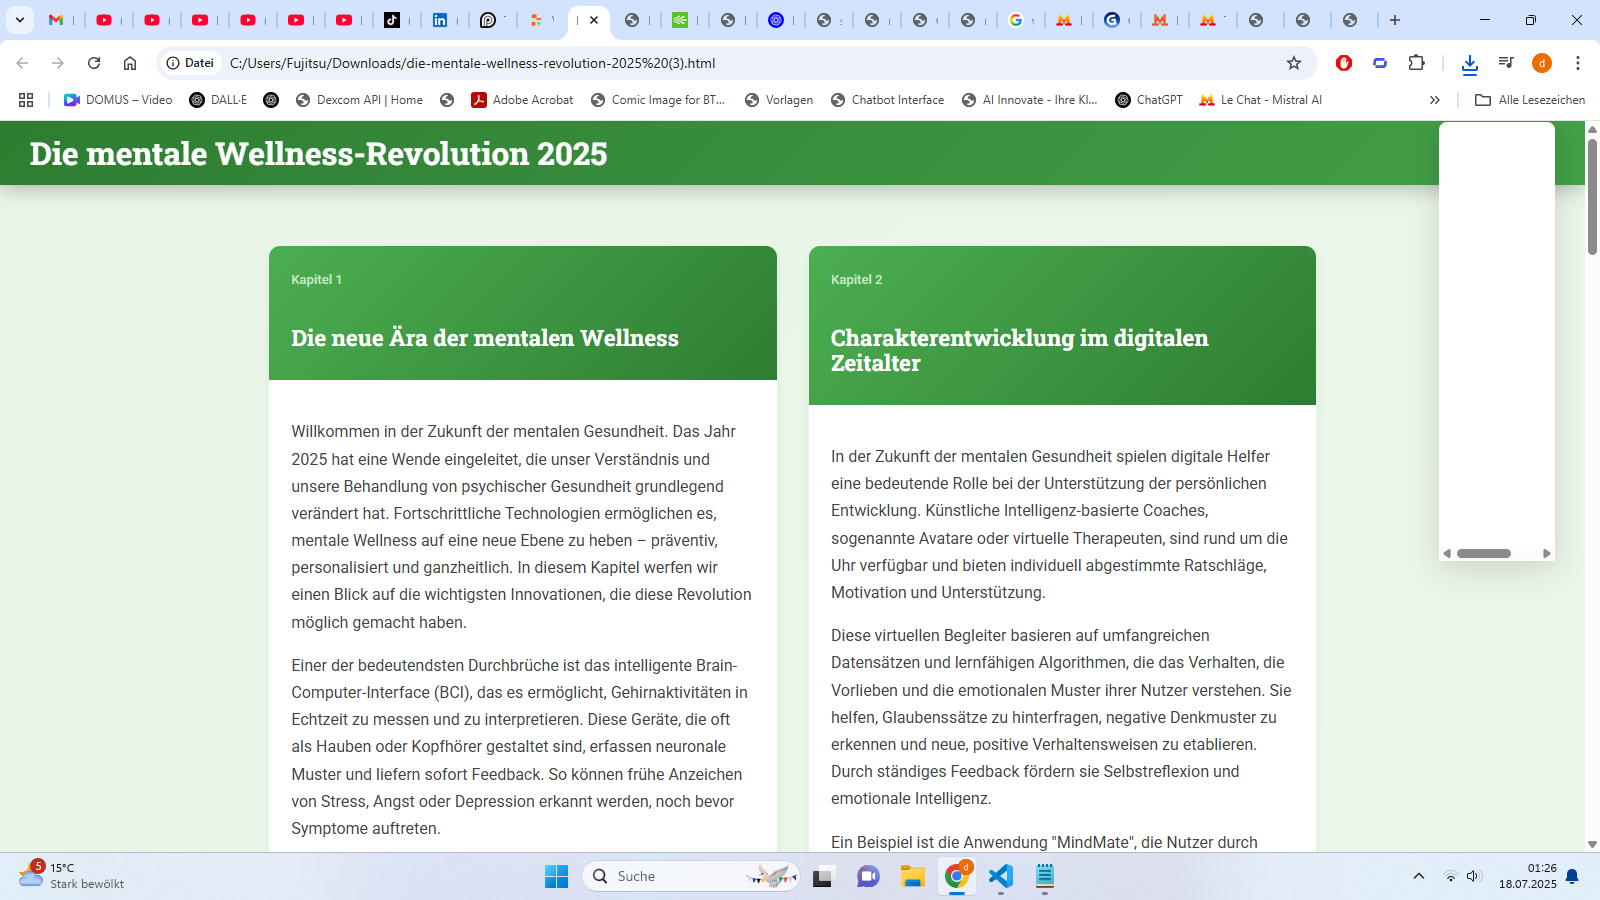 Datei
C:/Users/Fujitsu/Downloads/die-mentale-wellness-revolution-2025%20(3).html
d
DOMUS – Video
DALL·E
Dexcom API | Home
Adobe Acrobat
Comic Image for BT...
Vorlagen
Chatbot Interface
AI Innovate - Ihre KI...
ChatGPT
Le Chat - Mistral AI
Alle Lesezeichen
Die mentale Wellness-Revolution 2025
Kapitel 1
Die neue Ära der mentalen Wellness
Willkommen in der Zukunft der mentalen Gesundheit. Das Jahr
2025 hat eine Wende eingeleitet, die unser Verständnis und
unsere Behandlung von psychischer Gesundheit grundlegend
verändert hat. Fortschrittliche Technologien ermöglichen es,
mentale Wellness auf eine neue Ebene zu heben – präventiv,
personalisiert und ganzheitlich. In diesem Kapitel werfen wir
einen Blick auf die wichtigsten Innovationen, die diese Revolution
möglich gemacht haben.
Einer der bedeutendsten Durchbrüche ist das intelligente Brain-
Computer-Interface (BCI), das es ermöglicht, Gehirnaktivitäten in
Echtzeit zu messen und zu interpretieren. Diese Geräte, die oft
als Hauben oder Kopfhörer gestaltet sind, erfassen neuronale
Muster und liefern sofort Feedback. So können frühe Anzeichen
von Stress, Angst oder Depression erkannt werden, noch bevor
Symptome auftreten.
Kapitel 2
Charakterentwicklung im digitalen
Zeitalter
In der Zukunft der mentalen Gesundheit spielen digitale Helfer
eine bedeutende Rolle bei der Unterstützung der persönlichen
Entwicklung. Künstliche Intelligenz-basierte Coaches,
sogenannte Avatare oder virtuelle Therapeuten, sind rund um die
Uhr verfügbar und bieten individuell abgestimmte Ratschläge,
Motivation und Unterstützung.
Diese virtuellen Begleiter basieren auf umfangreichen
Datensätzen und lernfähigen Algorithmen, die das Verhalten, die
Vorlieben und die emotionalen Muster ihrer Nutzer verstehen. Sie
helfen, Glaubenssätze zu hinterfragen, negative Denkmuster zu
erkennen und neue, positive Verhaltensweisen zu etablieren.
Durch ständiges Feedback fördern sie Selbstreflexion und
emotionale Intelligenz.
Ein Beispiel ist die Anwendung "MindMate", die Nutzer durch
5
15°C
Stark bewölkt
Suche
d
01:26
18.07.2025